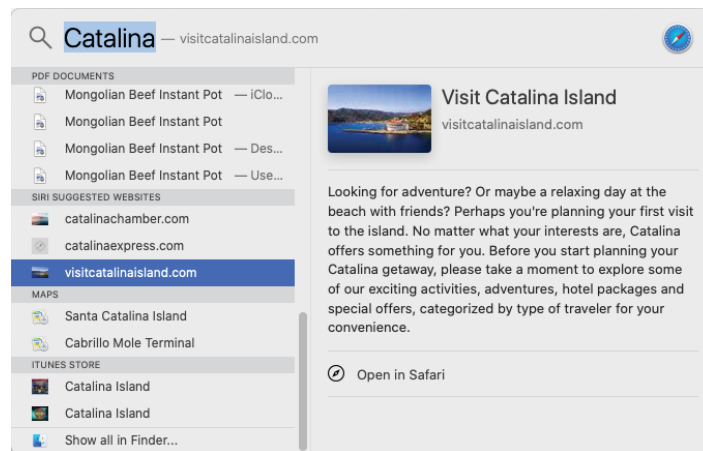 Catalina — visitcatalinaisland.com
PDF DOCUMENTS
Mongolian Beef Instant Pot — iClo...
Mongolian Beef Instant Pot
Mongolian Beef Instant Pot — Des...
Mongolian Beef Instant Pot — Use...
SIRI SUGGESTED WEBSITES
catalinachamber.com
catalinaexpress.com
visitcatalinaisland.com
MAPS
Santa Catalina Island
Cabrillo Mole Terminal
ITUNES STORE
Catalina Island
Catalina Island
Show all in Finder...
Visit Catalina Island
visitcatalinaisland.com
Looking for adventure? Or maybe a relaxing day at the
beach with friends? Perhaps you're planning your first visit
to the island. No matter what your interests are, Catalina
offers something for you. Before you start planning your
Catalina getaway, please take a moment to explore some
of our exciting activities, adventures, hotel packages and
special offers, categorized by type of traveler for your
convenience.
Open in Safari